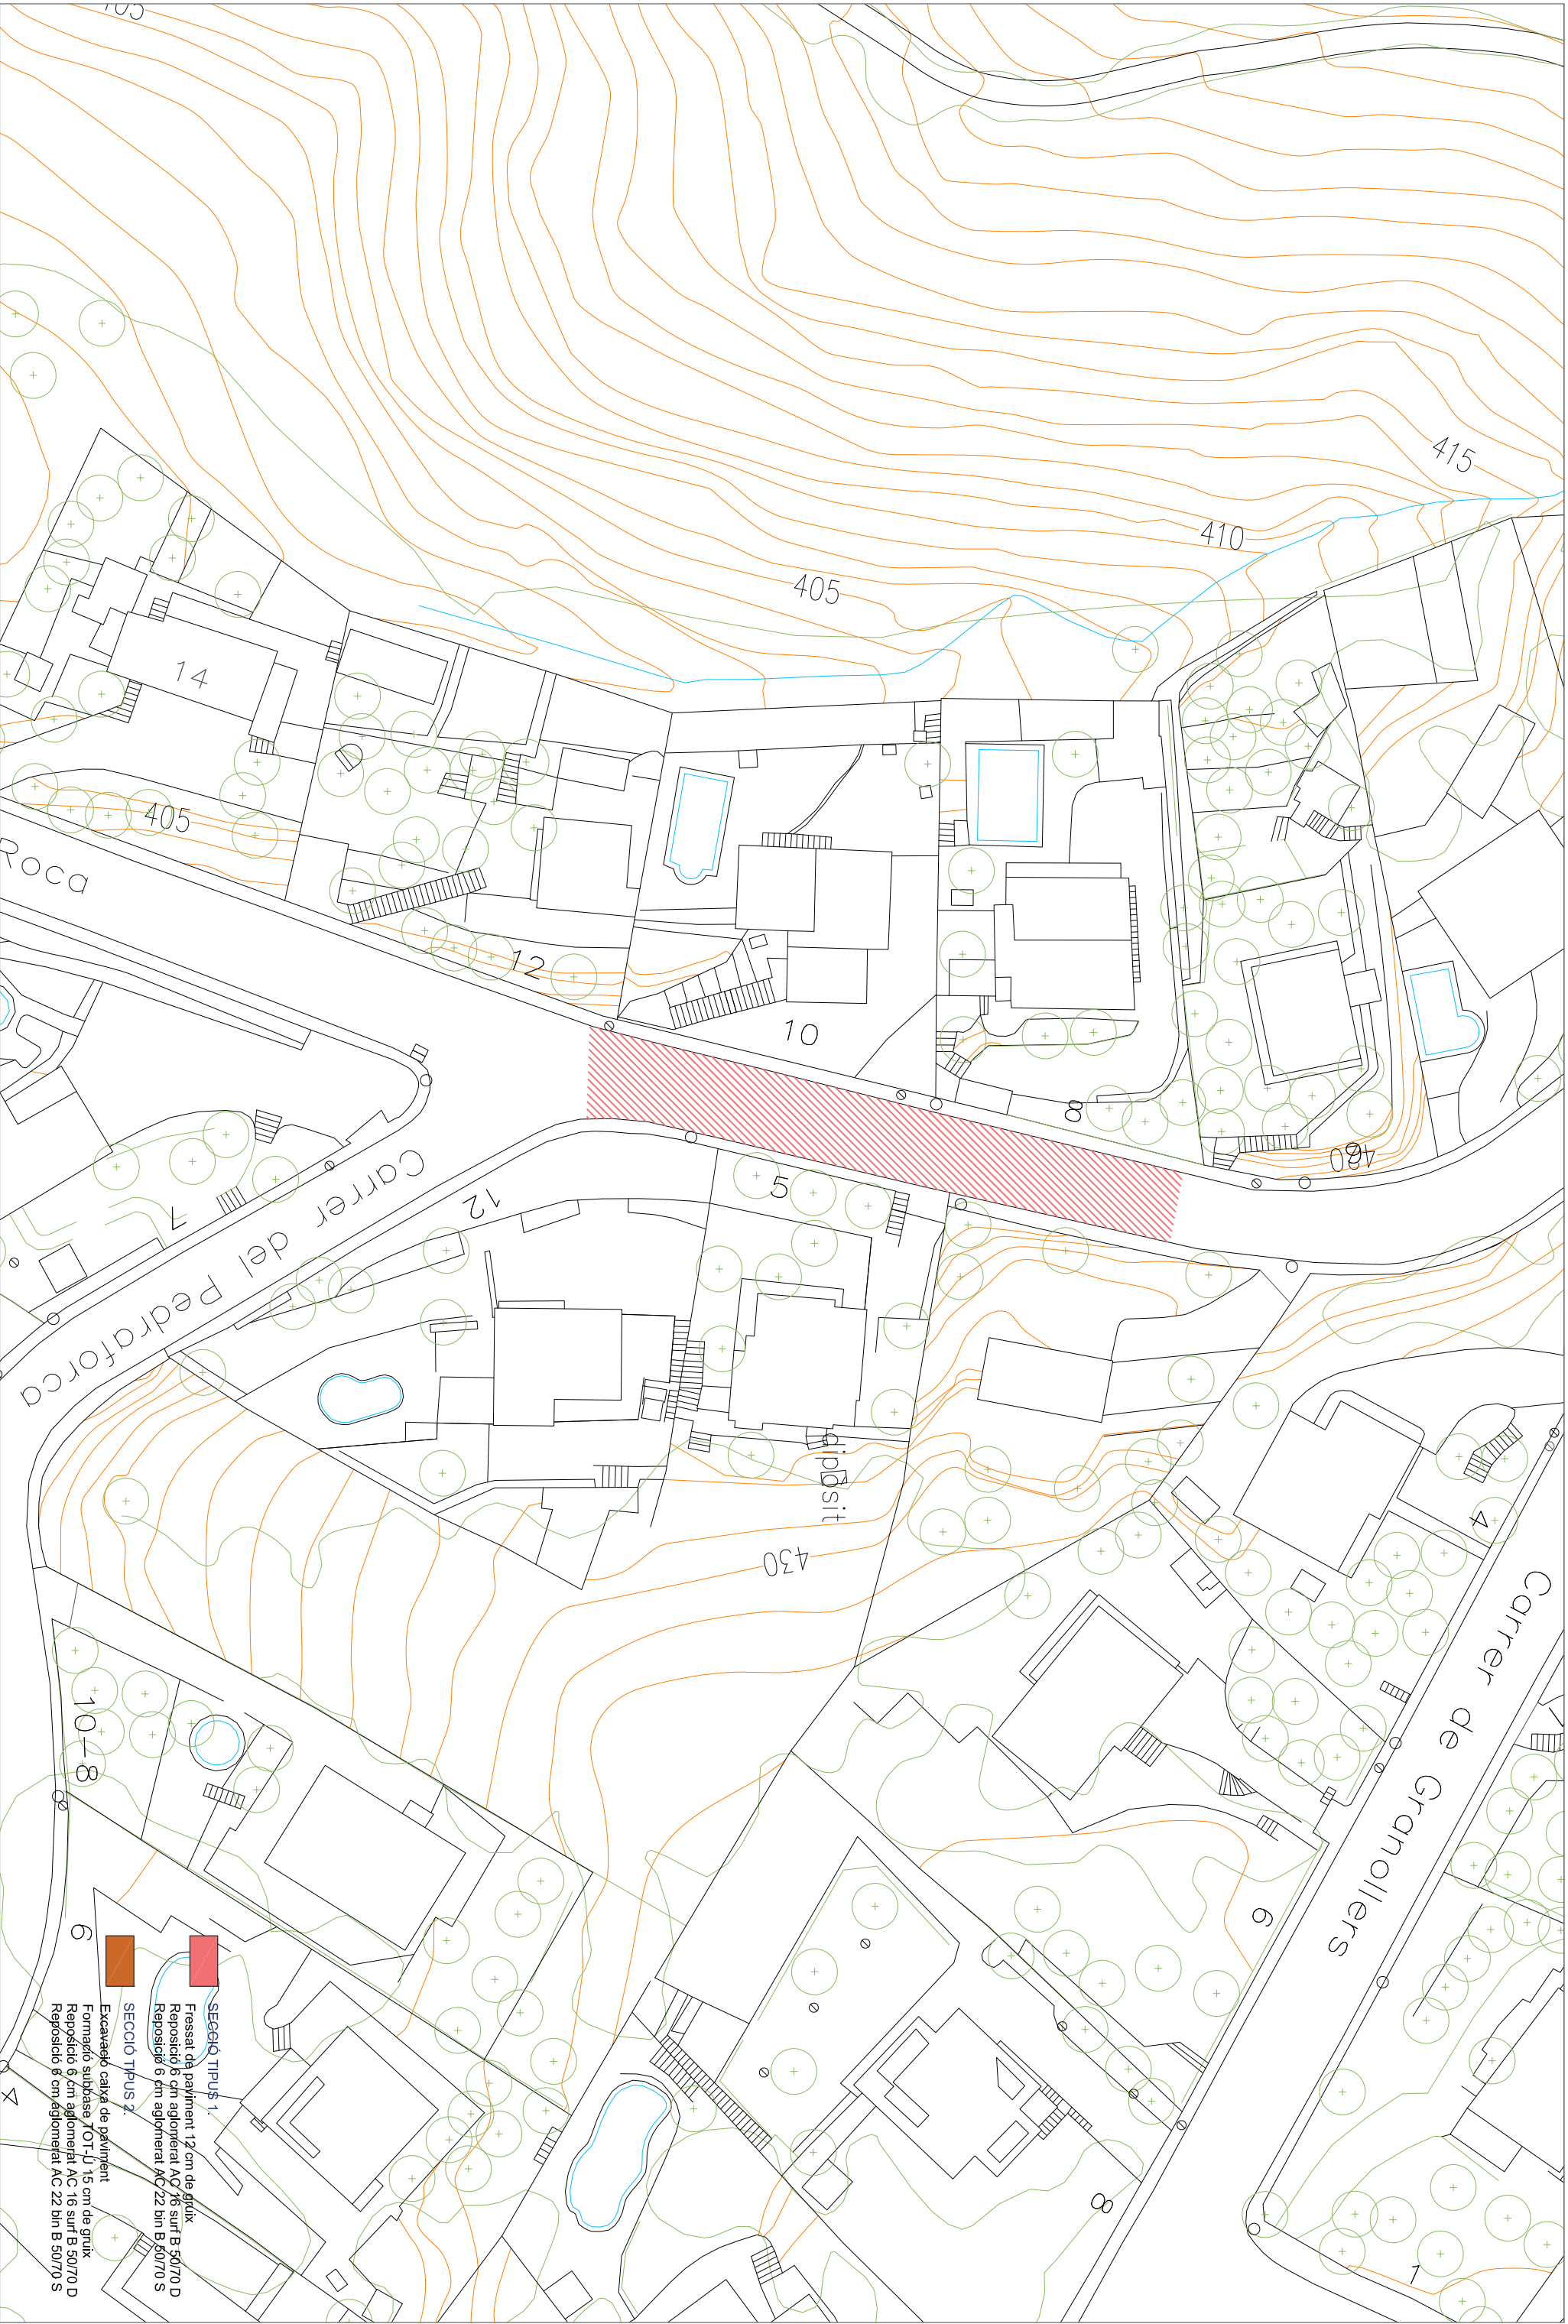 105
415
410
405
14
405
Roca
12
10
8
60
5
12
7
Carrer del Pedraforca
dipòsit
430
4
Carrer de Granollers
10-8
6
6
8
1
4
SECCIÓ TIPUS 1.
Fressat de paviment 12 cm de gruix
Reposició 6 cm aglomerat AC 16 surf B 50/70 D
Reposició 6 cm aglomerat AC 22 bin B 50/70 S
SECCIÓ TIPUS 2.
Excavació caixa de paviment
Formació subbase TOT-Ú 15 cm de gruix
Reposició 6 cm aglomerat AC 16 surf B 50/70 D
Reposició 6 cm aglomerat AC 22 bin B 50/70 S